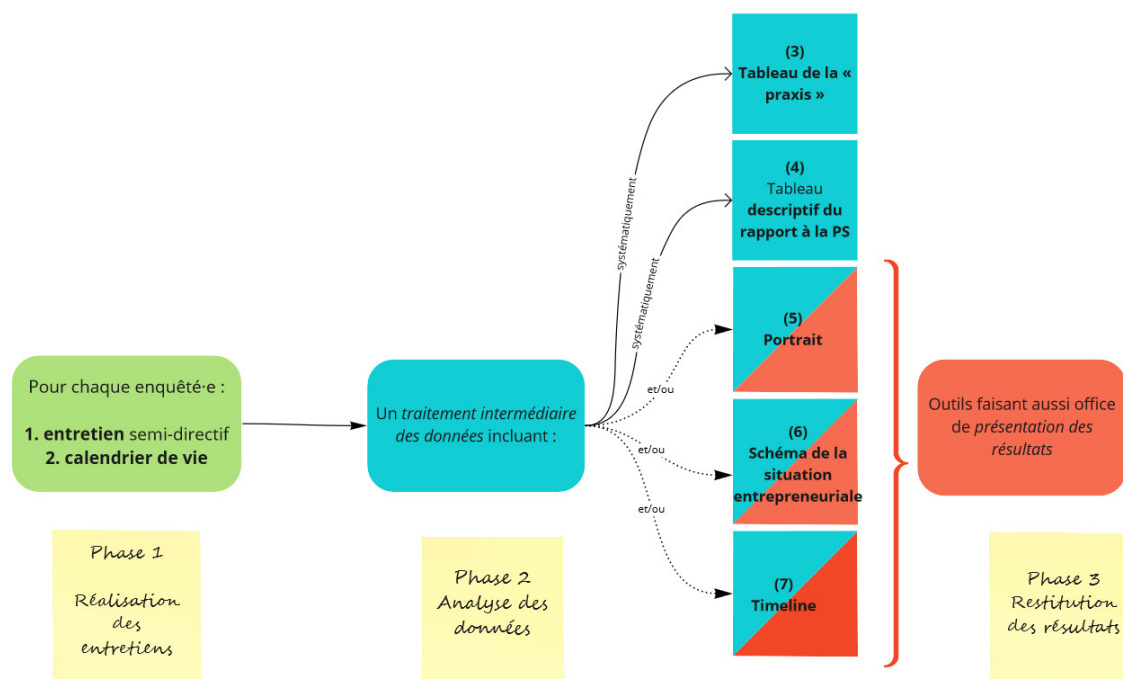 Pour chaque enquêté·e :
1. entretien semi-directif
2. calendrier de vie
Phase 1
Réalisation
des
entretiens
Un traitement intermédiaire
des données incluant :
Phase 2
Analyse des
données
systématiquement
systématiquement
et/ou
et/ou
et/ou
(3)
Tableau de la «
praxis »
(4)
Tableau
descriptif du
rapport à la PS
(5)
Portrait
(6)
Schéma de la
situation
entrepreneuriale
(7)
Timeline
Outils faisant aussi office
de présentation des
résultats
Phase 3
Restitution
des résultats